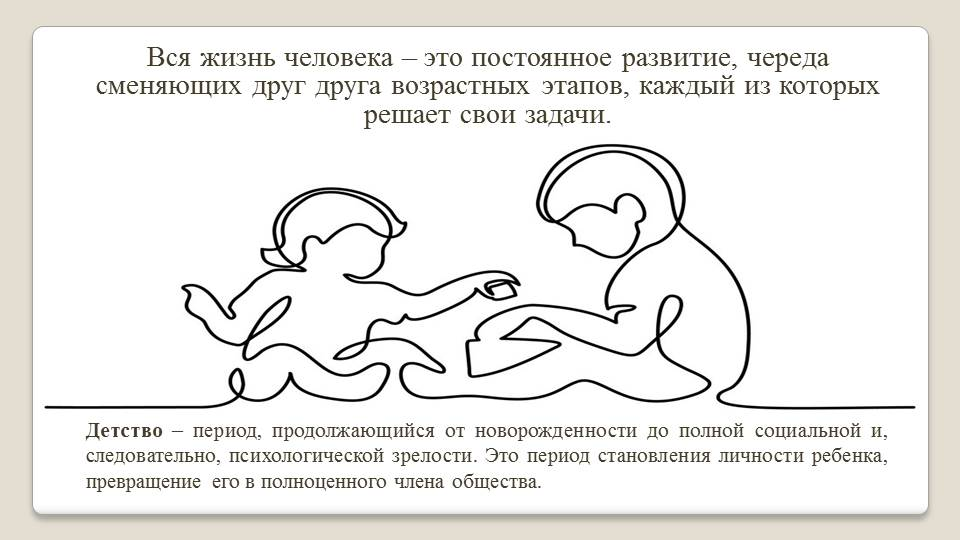 Вся жизнь человека – это постоянное развитие, череда
сменяющих друг друга возрастных этапов, каждый из которых
решает свои задачи.
Детство – период, продолжающийся от новорожденности до полной социальной и,
следовательно, психологической зрелости. Это период становления личности ребенка,
превращение его в полноценного члена общества.